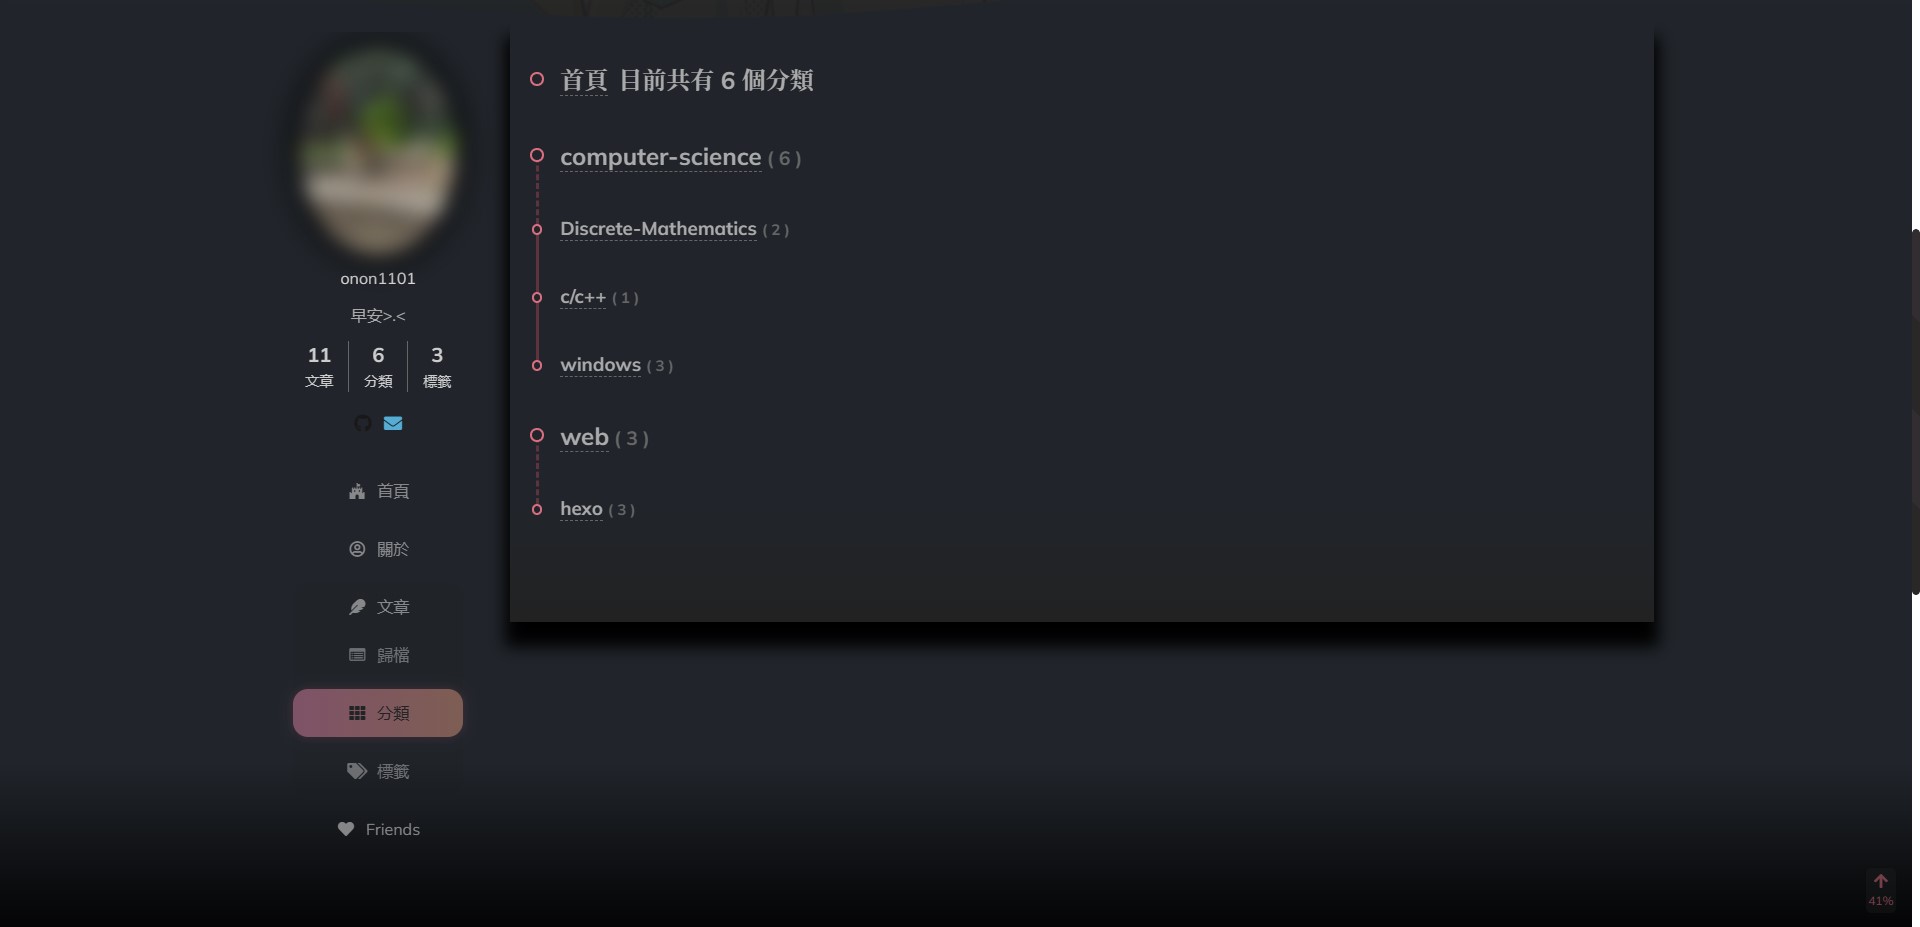 onon1101
早安>.<
11 6 3
文章 分類 標籤
首頁
關於
文章
歸檔
分類
標籤
Friends
首頁 目前共有 6 個分類
computer-science ( 6 )
Discrete-Mathematics ( 2 )
c/c++ ( 1 )
windows ( 3 )
web ( 3 )
hexo ( 3 )
41%